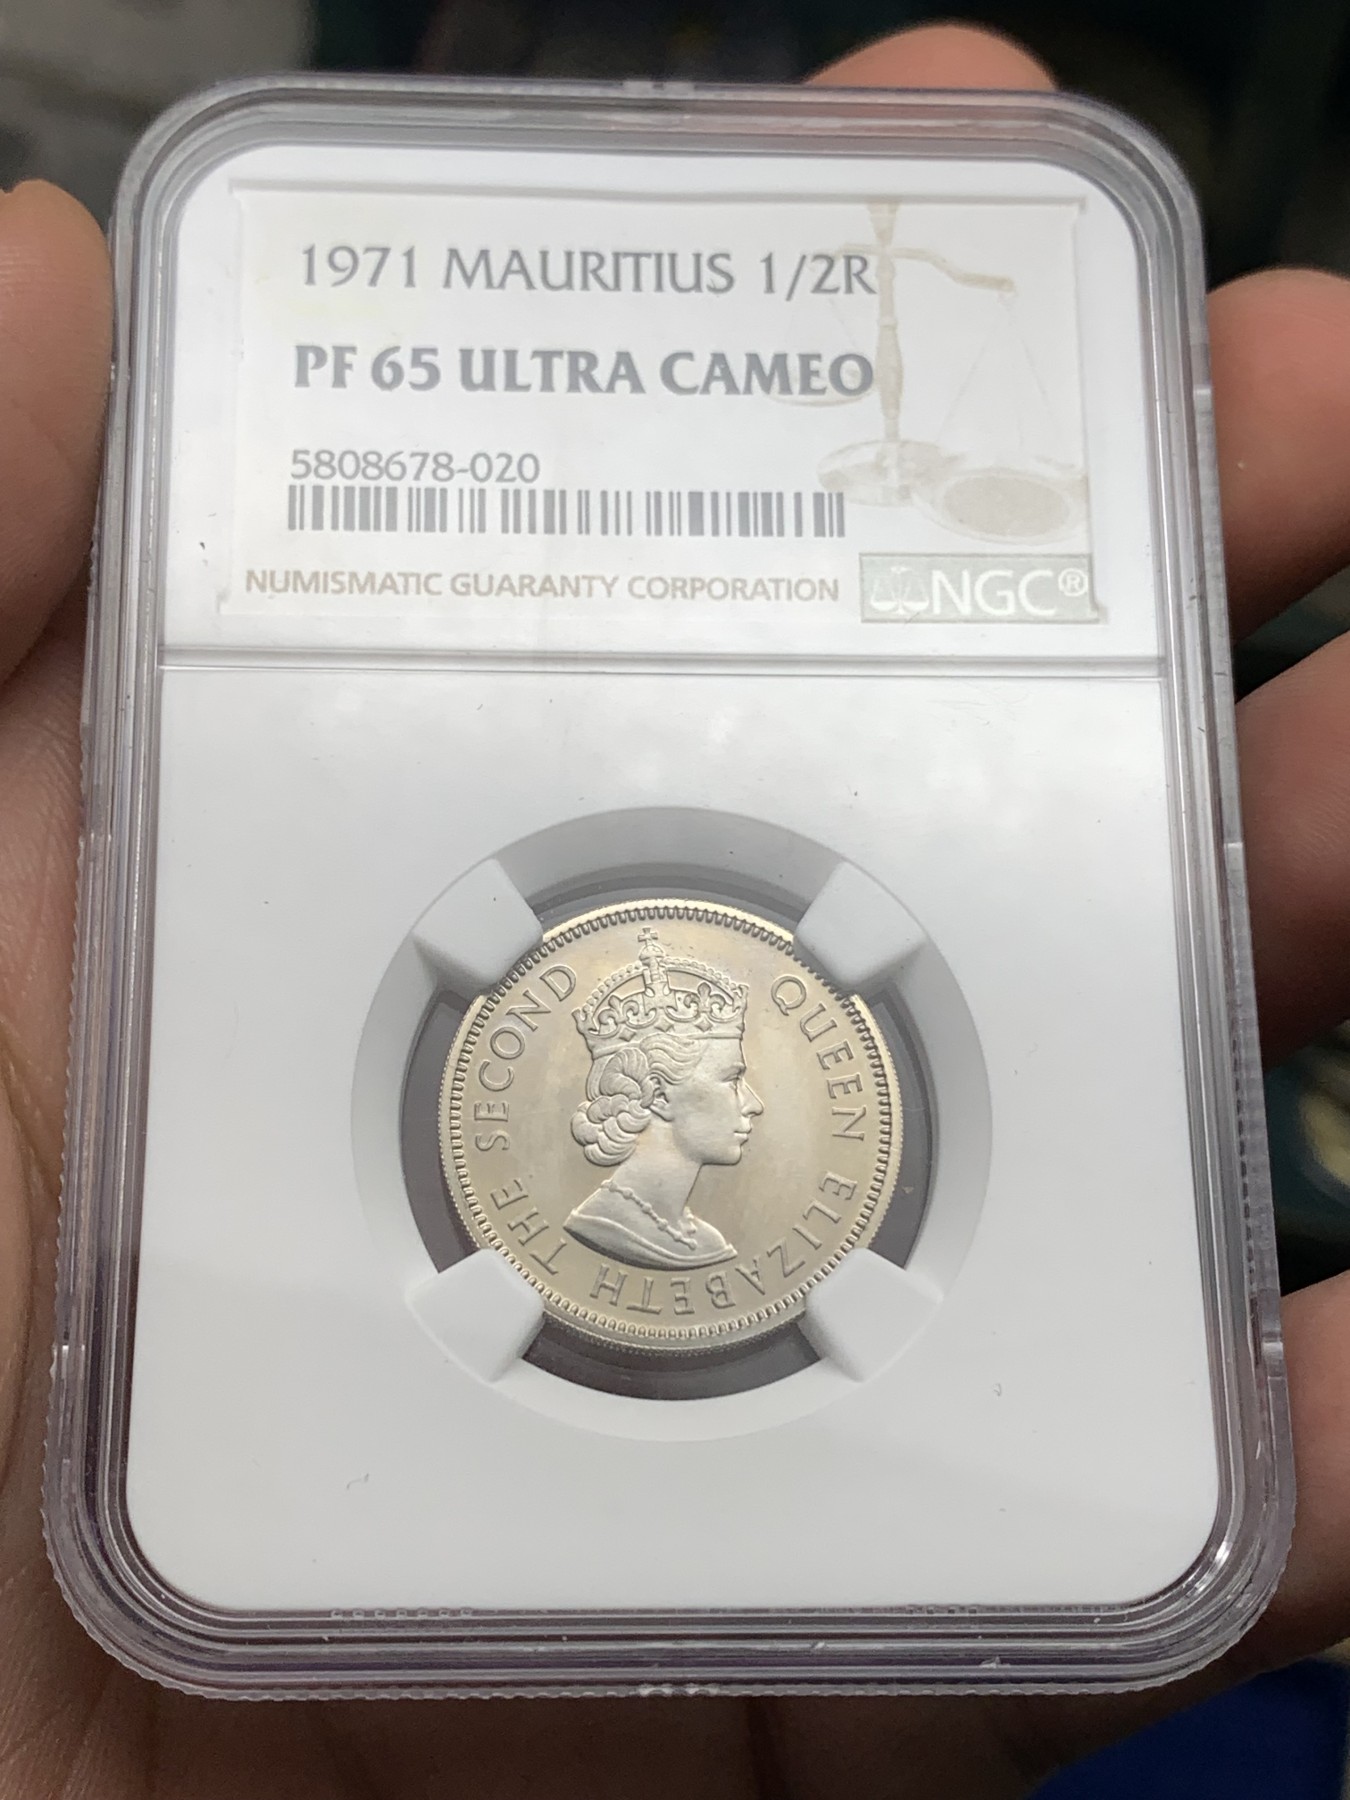 1971 MAURITIUS 1/2R
PF 65 ULTRA CAMEO
5808678-020
NUMISMATIC GUARANTY CORPORATION
NGC®
QUEEN ELIZABETH THE SECOND